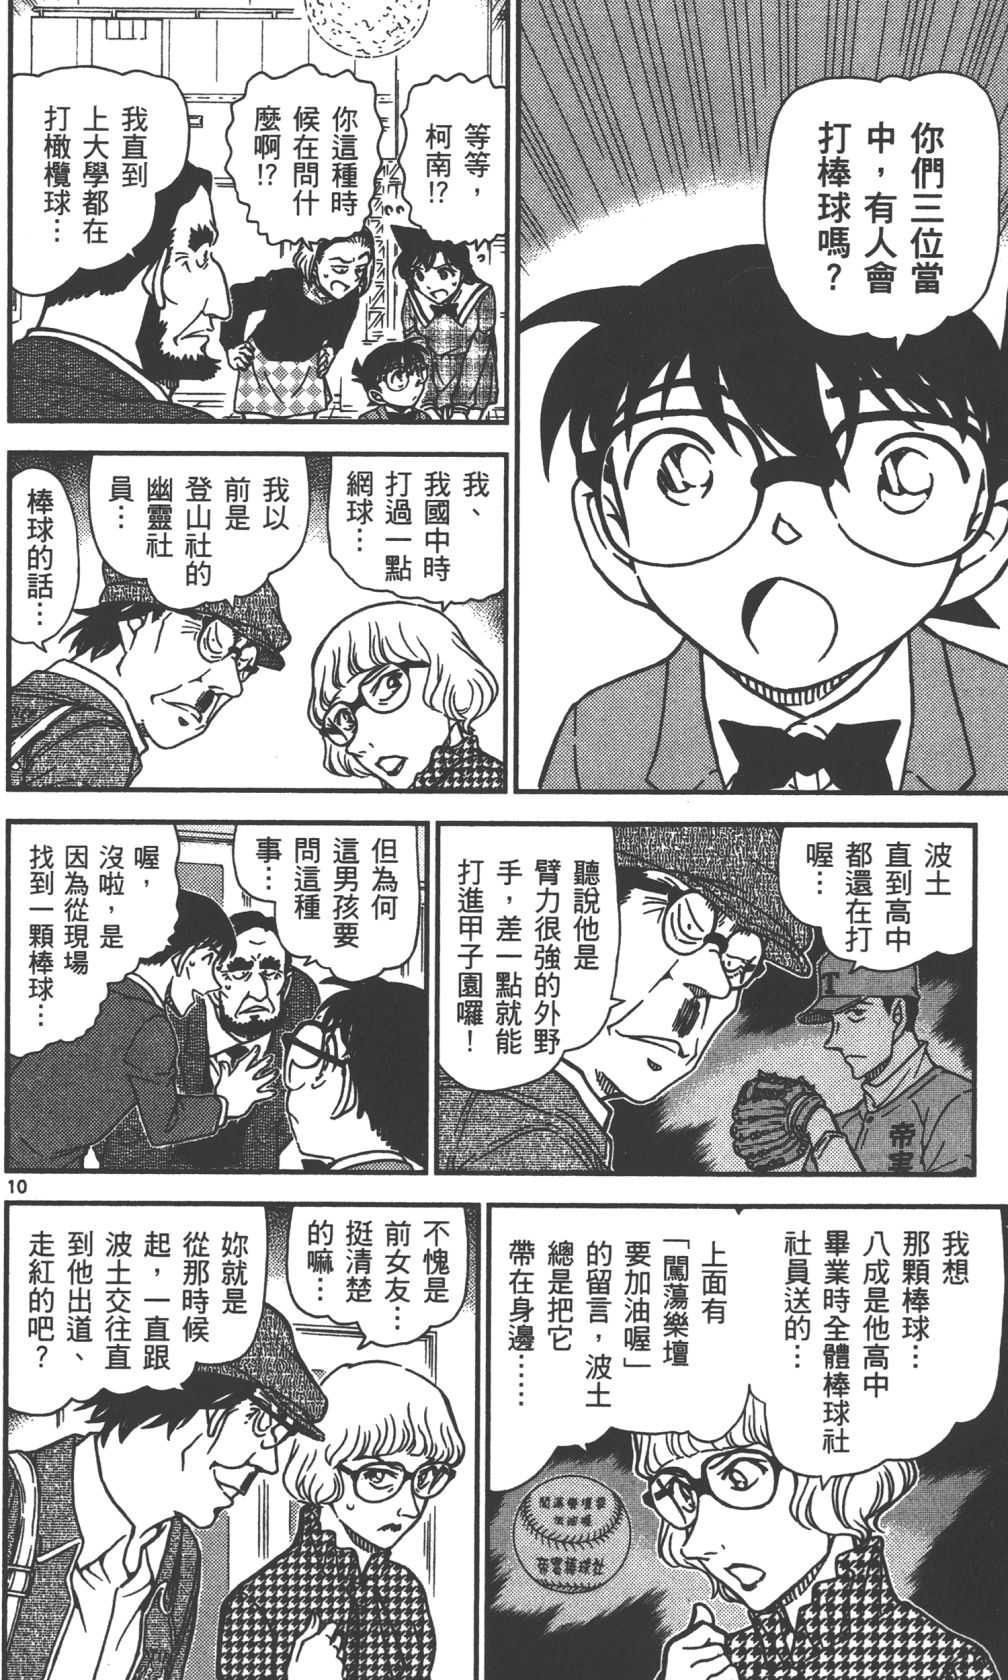 你們三位當
中，有人會
打棒球嗎？
等等，
柯南!?
你這種時
候在問什
麼啊!?
我直到
上大學都在
打橄欖球…
我、
我國中時
打過一點
網球…
我以
前是
登山社的
幽靈社
員…
棒球的話…
波土
直到高中
都還在打
喔…
聽說他是
臂力很強的外野
手，差一點就能
打進甲子園囉！
T
帝
但為何
這男孩要
問這種
事…
喔，
沒啦，是
因為從現場
找到一顆棒球…
10
我想
那顆棒球…
八成是他高中
畢業時全體棒球社
社員送的…
上面有
「闖蕩樂壇
要加油喔」
的留言，波土
總是把它
帶在身邊……
不愧是
前女友…
挺清楚
的嘛…
妳就是
從那時候
起，一直跟
波土交往直
到他出道、
走紅的吧？